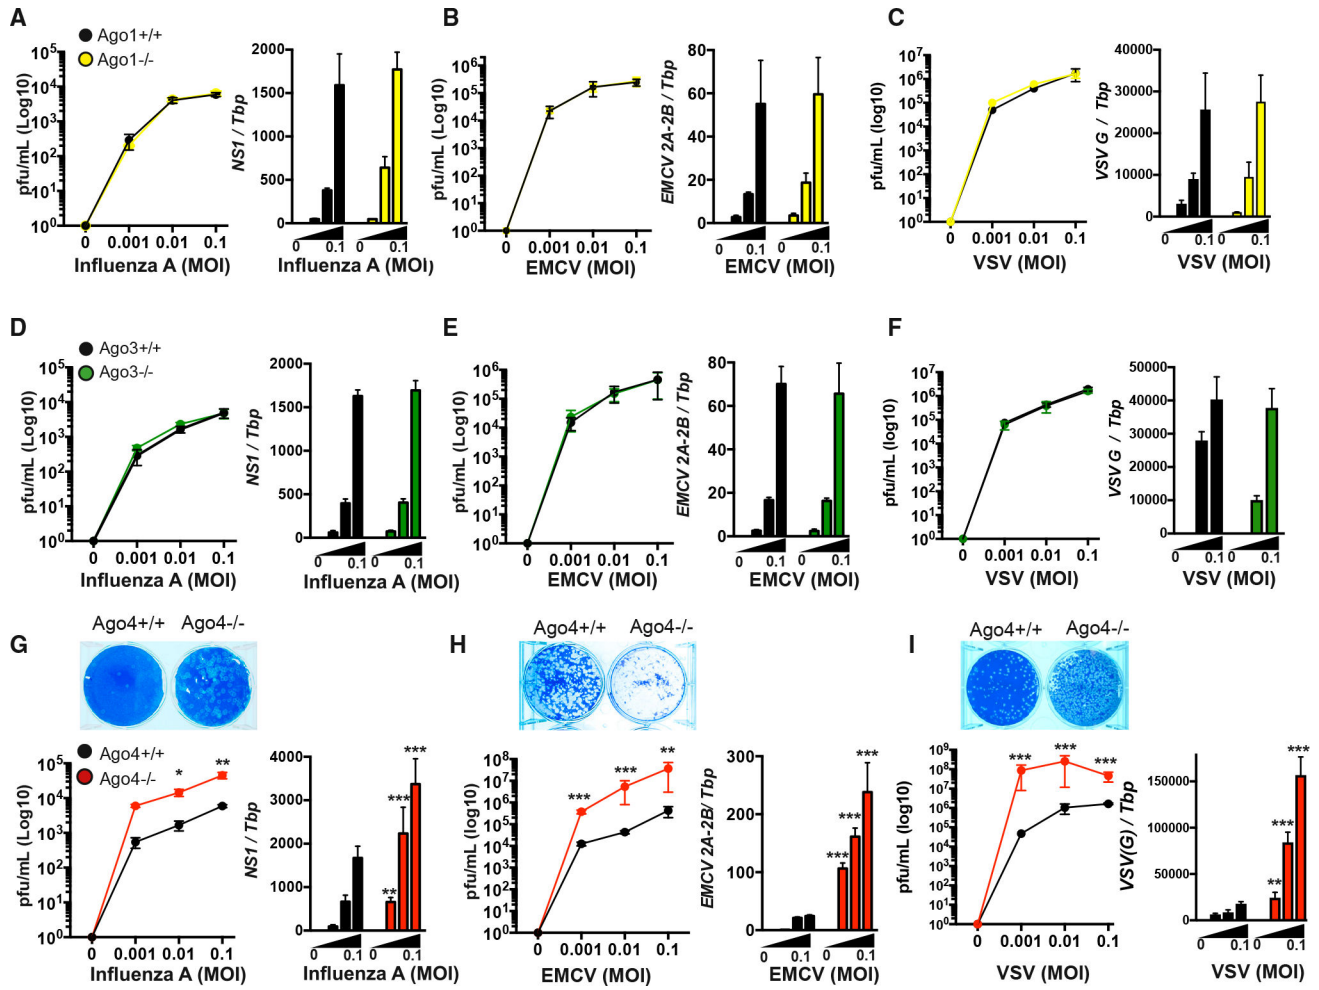 A
Ago1+/+
Ago1-/-
pfu/mL (Log10)
10^5
10^4
10^3
10^2
10^1
10^0
0 0.001 0.01 0.1
Influenza A (MOI)
NS1 / Tbp
2000
1500
1000
500
0
0 0.1 0 0.1
Influenza A (MOI)
B
pfu/mL (Log10)
10^6
10^5
10^4
10^3
10^2
10^1
10^0
0 0.001 0.01 0.1
EMCV (MOI)
EMCV 2A-2B / Tbp
80
60
40
20
0
0 0.1 0 0.1
EMCV (MOI)
C
pfu/mL (log10)
10^7
10^6
10^5
10^4
10^3
10^2
10^1
10^0
0 0.001 0.01 0.1
VSV (MOI)
VSV G / Tbp
40000
30000
20000
10000
0
0 0.1 0 0.1
VSV (MOI)
D
Ago3+/+
Ago3-/-
pfu/mL (Log10)
10^5
10^4
10^3
10^2
10^1
10^0
0 0.001 0.01 0.1
Influenza A (MOI)
NS1 / Tbp
2000
1500
1000
500
0
0 0.1 0 0.1
Influenza A (MOI)
E
pfu/mL (Log10)
10^6
10^5
10^4
10^3
10^2
10^1
10^0
0 0.001 0.01 0.1
EMCV (MOI)
EMCV 2A-2B / Tbp
80
60
40
20
0
0 0.1 0 0.1
EMCV (MOI)
F
pfu/mL (log10)
10^7
10^6
10^5
10^4
10^3
10^2
10^1
10^0
0 0.001 0.01 0.1
VSV (MOI)
VSV G / Tbp
50000
40000
30000
20000
10000
0
0 0.1 0 0.1
VSV (MOI)
G
Ago4+/+ Ago4-/-
Ago4+/+
Ago4-/-
pfu/mL (log10)
10^5
10^4
10^3
10^2
10^1
10^0
* **
0 0.001 0.01 0.1
Influenza A (MOI)
NS1 / Tbp
4000
3000
2000
1000
0
** *** ***
0 0.1 0 0.1
Influenza A (MOI)
H
Ago4+/+ Ago4-/-
pfu/mL (log10)
10^8
10^7
10^6
10^5
10^4
10^3
10^2
10^1
10^0
*** *** **
0 0.001 0.01 0.1
EMCV (MOI)
EMCV 2A-2B/ Tbp
300
200
100
0
*** *** ***
0 0.1 0 0.1
EMCV (MOI)
I
Ago4+/+ Ago4-/-
pfu/mL (log10)
10^9
10^8
10^7
10^6
10^5
10^4
10^3
10^2
10^1
10^0
*** *** ***
0 0.001 0.01 0.1
VSV (MOI)
VSV(G) / Tbp
150000
100000
50000
0
** *** ***
0 0.1 0 0.1
VSV (MOI)